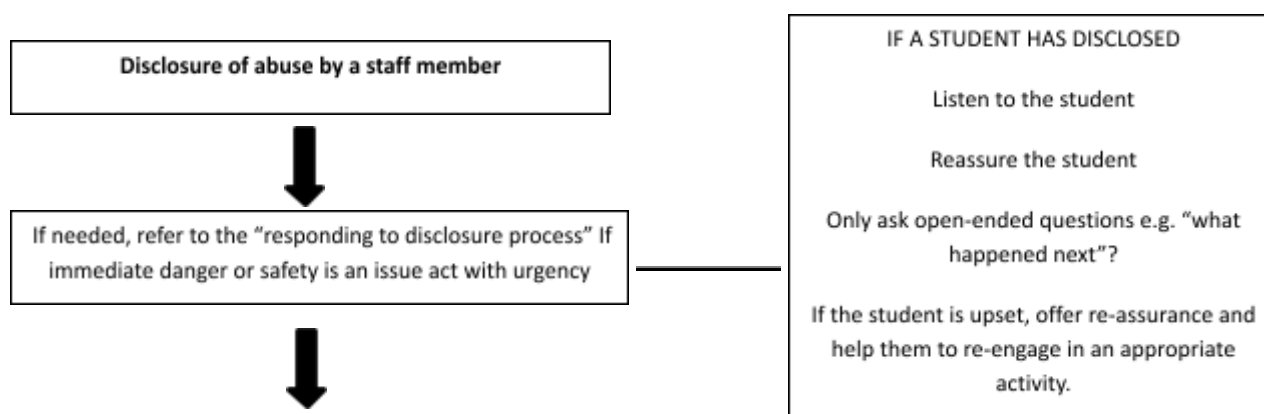 Disclosure of abuse by a staff member
If needed, refer to the “responding to disclosure process” If
immediate danger or safety is an issue act with urgency
IF A STUDENT HAS DISCLOSED
Listen to the student
Reassure the student
Only ask open-ended questions e.g. “what
happened next”?
If the student is upset, offer re-assurance and
help them to re-engage in an appropriate
activity.